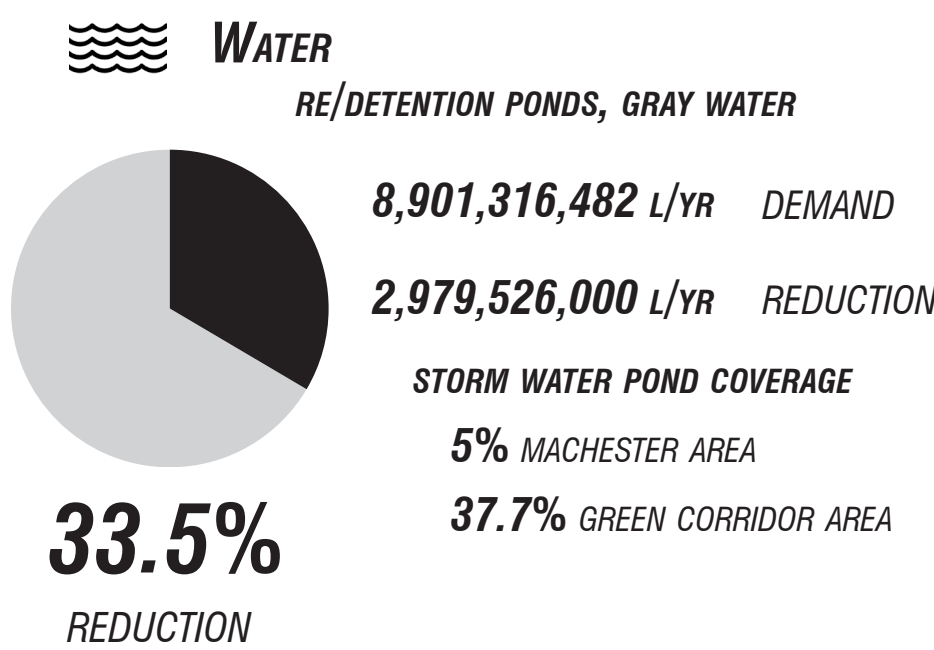 WATER
RE/DETENTION PONDS, GRAY WATER
8,901,316,482 L/YR DEMAND
2,979,526,000 L/YR REDUCTION
STORM WATER POND COVERAGE
5% MACHESTER AREA
37.7% GREEN CORRIDOR AREA
33.5%
REDUCTION